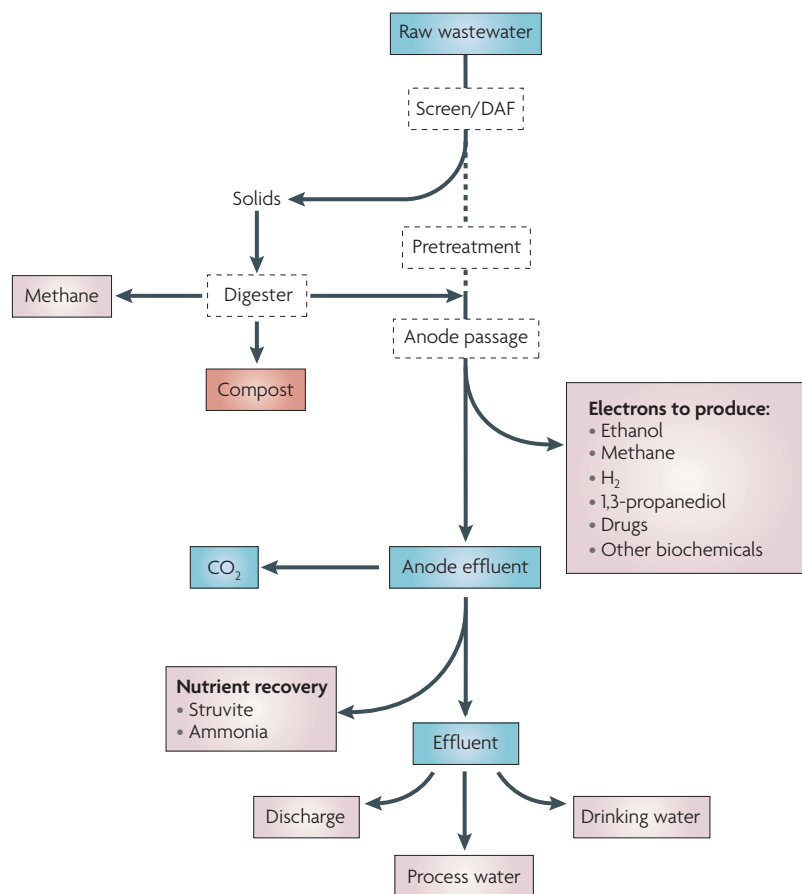 Raw wastewater
Screen/DAF
Solids
Pretreatment
Methane
Digester
Anode passage
Compost
Electrons to produce:
• Ethanol
• Methane
• H₂
• 1,3-propanediol
• Drugs
• Other biochemicals
CO₂
Anode effluent
Nutrient recovery
• Struvite
• Ammonia
Effluent
Discharge
Drinking water
Process water